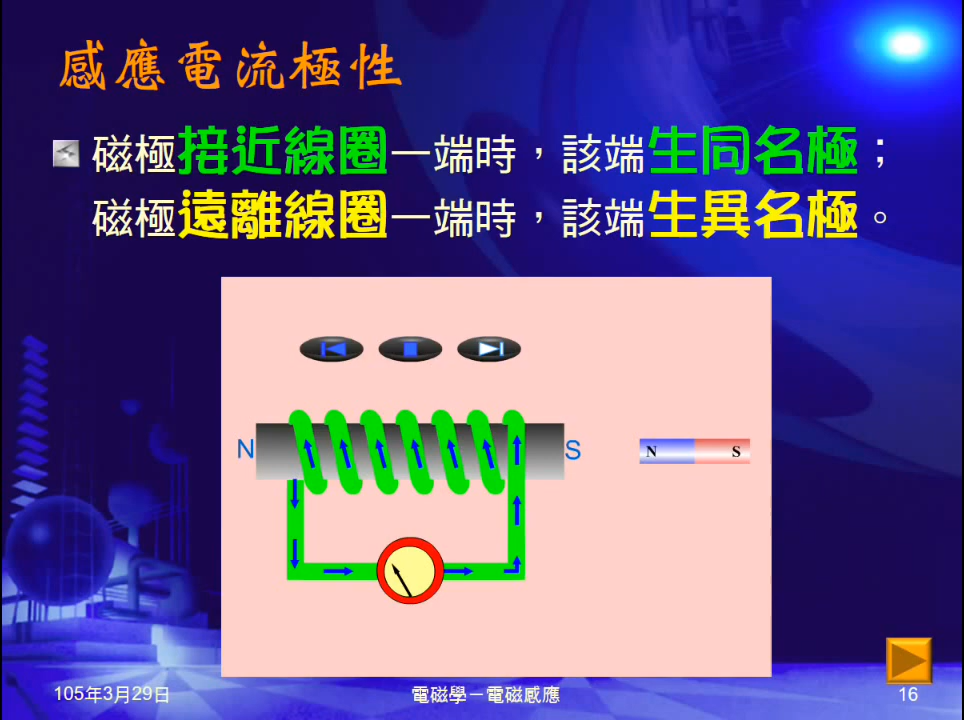 感應電流極性
磁極接近線圈一端時，該端生同名極；
磁極遠離線圈一端時，該端生異名極。
N
S
N S
105年3月29日
電磁學－電磁感應
16